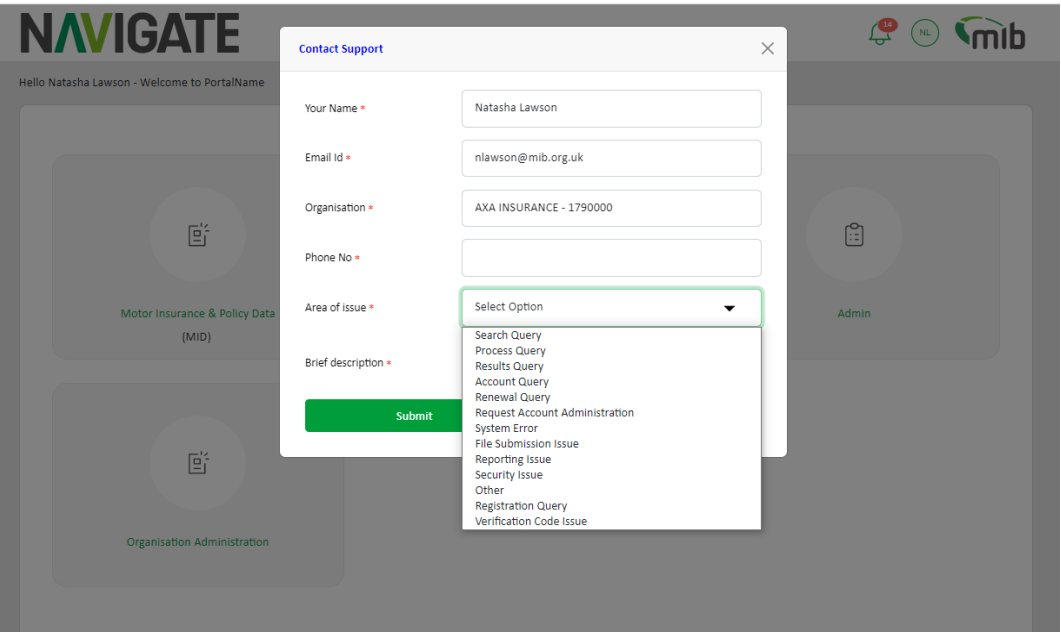 NAVIGATE
14
NL
mib
Hello Natasha Lawson - Welcome to PortalName
Contact Support
Your Name *
Natasha Lawson
Email Id *
nlawson@mib.org.uk
Organisation *
AXA INSURANCE - 1790000
Phone No *
Area of issue *
Select Option
Search Query
Process Query
Results Query
Account Query
Renewal Query
Request Account Administration
System Error
File Submission Issue
Reporting Issue
Security Issue
Other
Registration Query
Verification Code Issue
Brief description *
Submit
Motor Insurance & Policy Data
(MID)
Admin
Organisation Administration